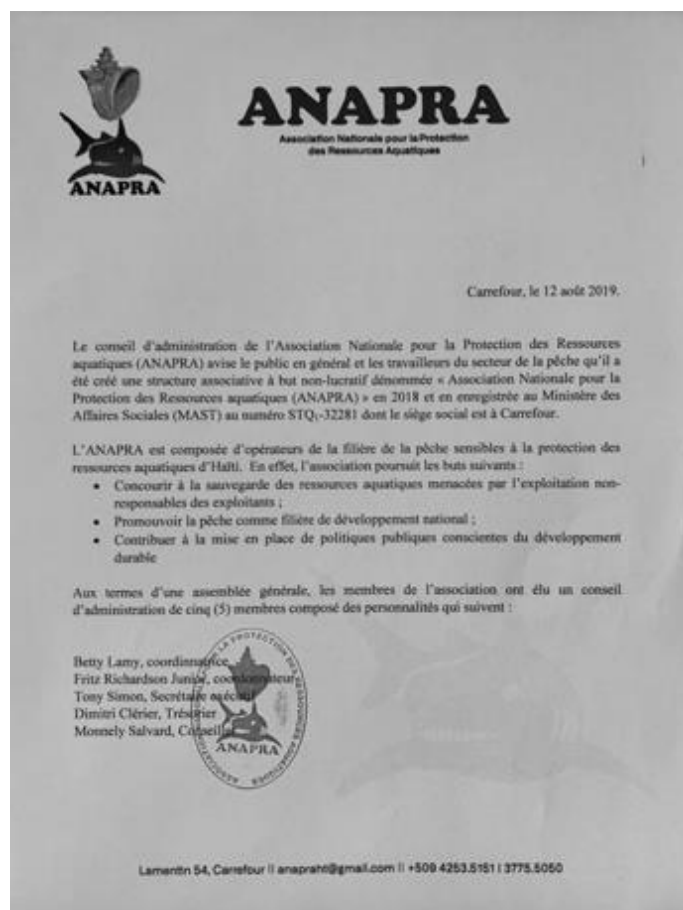 ANAPRA
Association Nationale pour la Protection
des Ressources Aquatiques
ANAPRA
Carrefour, le 12 août 2019.
Le conseil d'administration de l'Association Nationale pour la Protection des Ressources
aquatiques (ANAPRA) avise le public en général et les travailleurs du secteur de la pêche qu'il a
été créé une structure associative à but non-lucratif dénommée « Association Nationale pour la
Protection des Ressources aquatiques (ANAPRA) » en 2018 et en enregistrée au Ministère des
Affaires Sociales (MAST) au numéro STQ1-32281 dont le siège social est à Carrefour.
L'ANAPRA est composée d'opérateurs de la filière de la pêche sensibles à la protection des
ressources aquatiques d'Haïti. En effet, l'association poursuit les buts suivants :
• Concourir à la sauvegarde des ressources aquatiques menacées par l'exploitation non-
responsables des exploitants ;
• Promouvoir la pêche comme filière de développement national ;
• Contribuer à la mise en place de politiques publiques conscientes du développement
durable
Aux termes d'une assemblée générale, les membres de l'association ont élu un conseil
d'administration de cinq (5) membres composé des personnalités qui suivent :
Betty Lamy, coordinnatrice
Fritz Richardson Junior, coordonnateur
Tony Simon, Secrétaire exécutif
Dimitri Clérier, Trésorier
Monnely Salvard, Conseiller
ANAPRA
Lamentin 54, Carrefour || anapraht@gmail.com || +509 4253.5151 | 3775.5050